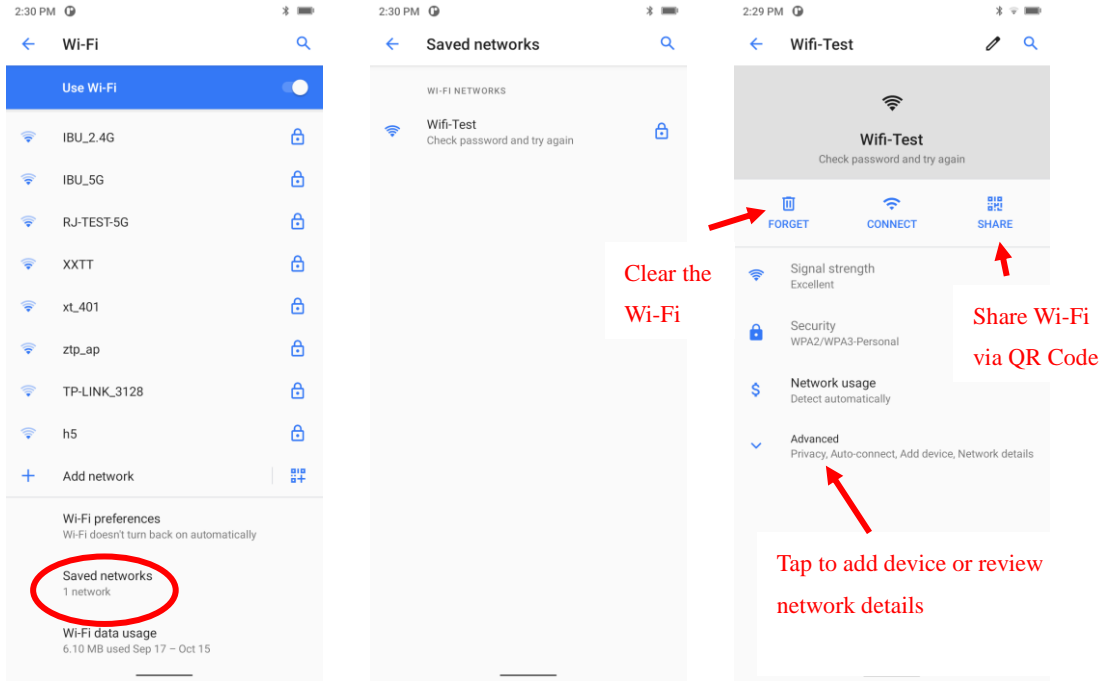 2:30 PM
Wi-Fi
Use Wi-Fi
IBU_2.4G
IBU_5G
RJ-TEST-5G
XXTT
xt_401
ztp_ap
TP-LINK_3128
h5
Add network
Wi-Fi preferences
Wi-Fi doesn't turn back on automatically
Saved networks
1 network
Wi-Fi data usage
6.10 MB used Sep 17 – Oct 15
2:30 PM
Saved networks
WI-FI NETWORKS
Wifi-Test
Check password and try again
2:29 PM
Wifi-Test
Wifi-Test
Check password and try again
FORGET
CONNECT
SHARE
Clear the
Wi-Fi
Signal strength
Excellent
Share Wi-Fi
via QR Code
Security
WPA2/WPA3-Personal
Network usage
Detect automatically
Advanced
Privacy, Auto-connect, Add device, Network details
Tap to add device or review
network details